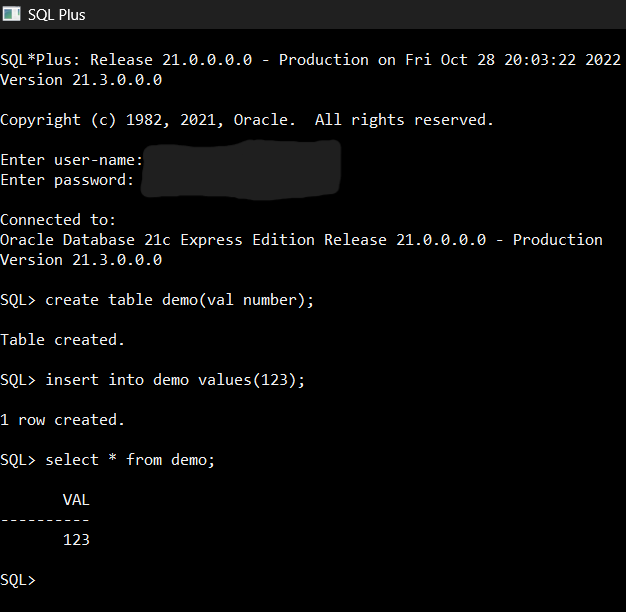 SQL Plus
SQL*Plus: Release 21.0.0.0.0 - Production on Fri Oct 28 20:03:22 2022
Version 21.3.0.0.0
Copyright (c) 1982, 2021, Oracle.  All rights reserved.
Enter user-name:
Enter password:
Connected to:
Oracle Database 21c Express Edition Release 21.0.0.0.0 - Production
Version 21.3.0.0.0
SQL> create table demo(val number);
Table created.
SQL> insert into demo values(123);
1 row created.
SQL> select * from demo;
VAL
----------
123
SQL>